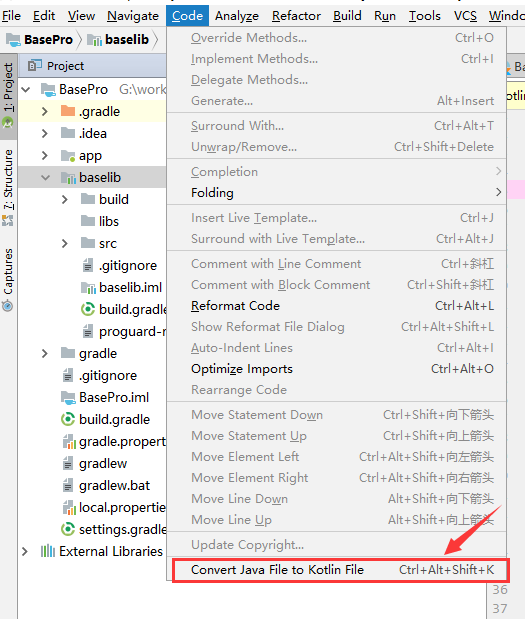 File Edit View Navigate Code Analyze Refactor Build Run Tools VCS Window
BasePro baselib
Project
1: Project
7: Structure
Captures
BasePro G:\work
.gradle
.idea
app
baselib
build
libs
src
.gitignore
baselib.iml
build.gradle
proguard-r
gradle
.gitignore
BasePro.iml
build.gradle
gradle.propert
gradlew
gradlew.bat
local.propertie
settings.gradle
External Libraries
Override Methods... Ctrl+O
Implement Methods... Ctrl+I
Delegate Methods...
Generate... Alt+Insert
Surround With... Ctrl+Alt+T
Unwrap/Remove... Ctrl+Shift+Delete
Completion
Folding
Insert Live Template... Ctrl+J
Surround with Live Template... Ctrl+Alt+J
Comment with Line Comment Ctrl+斜杠
Comment with Block Comment Ctrl+Shift+斜杠
Reformat Code Ctrl+Alt+L
Show Reformat File Dialog Ctrl+Alt+Shift+L
Auto-Indent Lines Ctrl+Alt+I
Optimize Imports Ctrl+Alt+O
Rearrange Code
Move Statement Down Ctrl+Shift+向下箭头
Move Statement Up Ctrl+Shift+向上箭头
Move Element Left Ctrl+Alt+Shift+向左箭头
Move Element Right Ctrl+Alt+Shift+向右箭头
Move Line Down Alt+Shift+向下箭头
Move Line Up Alt+Shift+向上箭头
Update Copyright...
Convert Java File to Kotlin File Ctrl+Alt+Shift+K
Ba
otlin
36
37